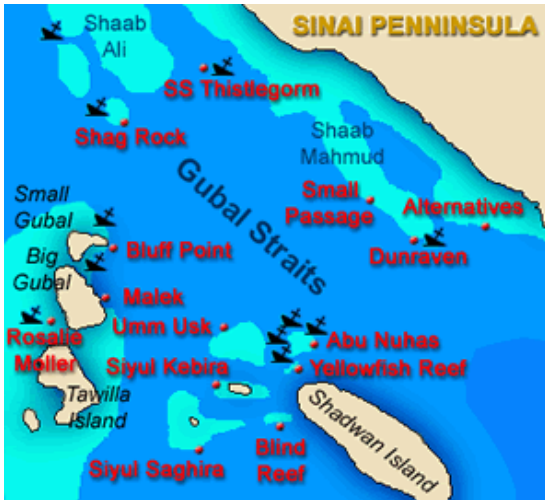 SINAI PENNINSULA
Shaab
Ali
SS Thistlegorm
Shag Rock
Shaab
Mahmud
Gubal Straits
Small
Passage
Alternatives
Dunraven
Small
Gubal
Bluff Point
Big
Gubal
Malek
Rosalie
Moller
Umm Usk
Abu Nuhas
Siyul Kebira
Yellowfish Reef
Tawilla
Island
Shadwan Island
Blind
Reef
Siyul Saghira